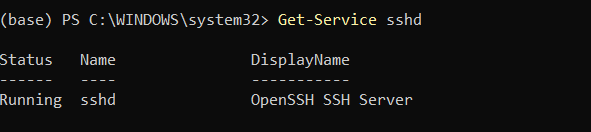 (base) PS C:\WINDOWS\system32> Get-Service sshd
Status   Name               DisplayName
------   ----               -----------
Running  sshd               OpenSSH SSH Server